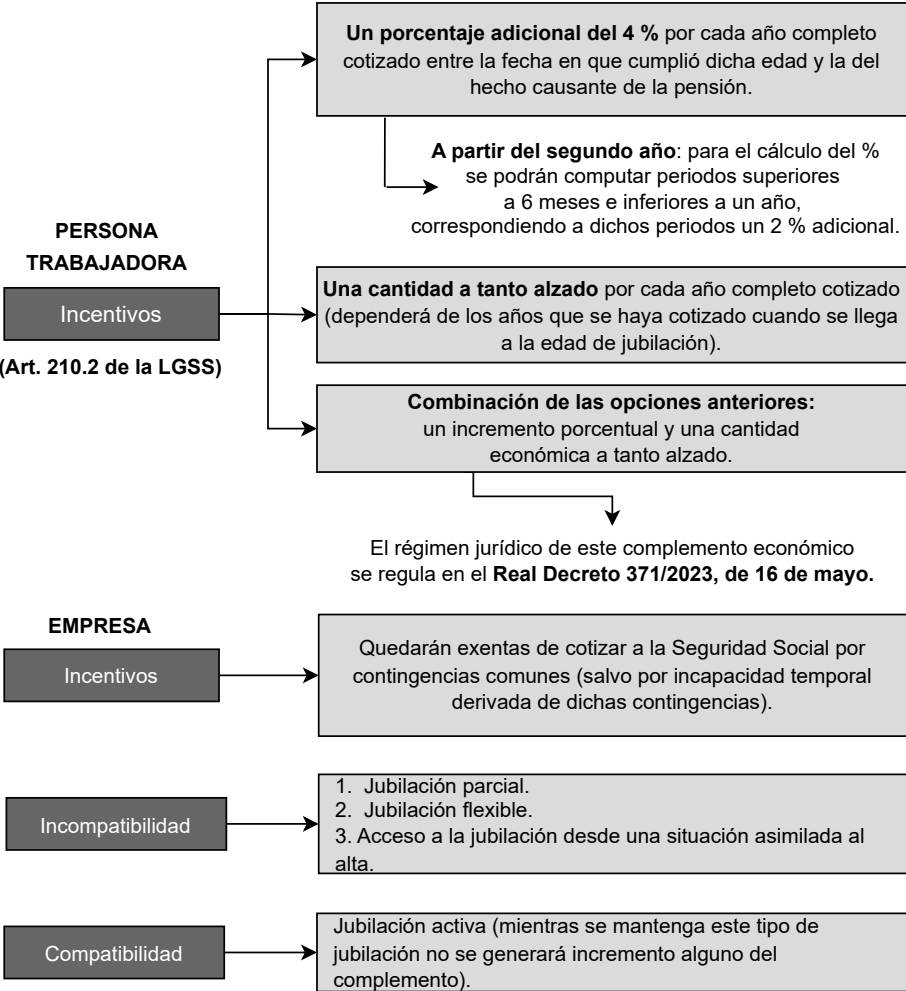 Un porcentaje adicional del 4 % por cada año completo
cotizado entre la fecha en que cumplió dicha edad y la del
hecho causante de la pensión.
A partir del segundo año: para el cálculo del %
se podrán computar periodos superiores
a 6 meses e inferiores a un año,
correspondiendo a dichos periodos un 2 % adicional.
PERSONA
TRABAJADORA
Incentivos
(Art. 210.2 de la LGSS)
Una cantidad a tanto alzado por cada año completo cotizado
(dependerá de los años que se haya cotizado cuando se llega
a la edad de jubilación).
Combinación de las opciones anteriores:
un incremento porcentual y una cantidad
económica a tanto alzado.
El régimen jurídico de este complemento económico
se regula en el Real Decreto 371/2023, de 16 de mayo.
EMPRESA
Incentivos
Quedarán exentas de cotizar a la Seguridad Social por
contingencias comunes (salvo por incapacidad temporal
derivada de dichas contingencias).
Incompatibilidad
1. Jubilación parcial.
2. Jubilación flexible.
3. Acceso a la jubilación desde una situación asimilada al
alta.
Compatibilidad
Jubilación activa (mientras se mantenga este tipo de
jubilación no se generará incremento alguno del
complemento).